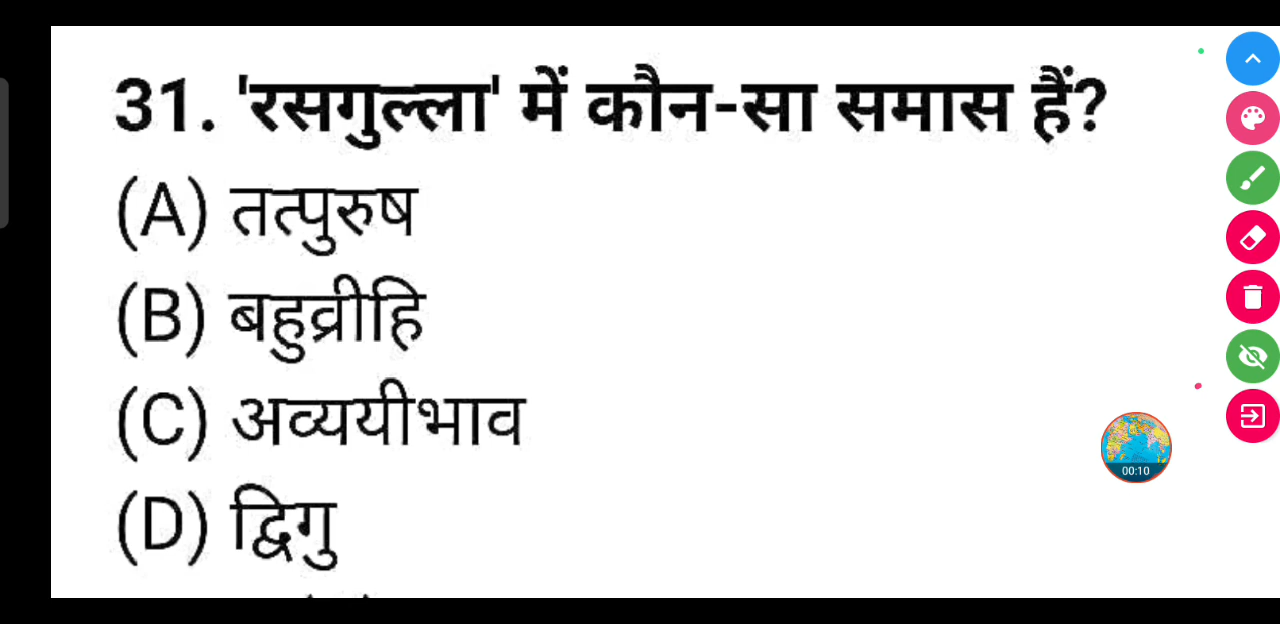 31. 'रसगुल्ला' में कौन-सा समास हैं?
(A) तत्पुरुष
(B) बहुव्रीहि
(C) अव्ययीभाव
(D) द्विगु
00:10